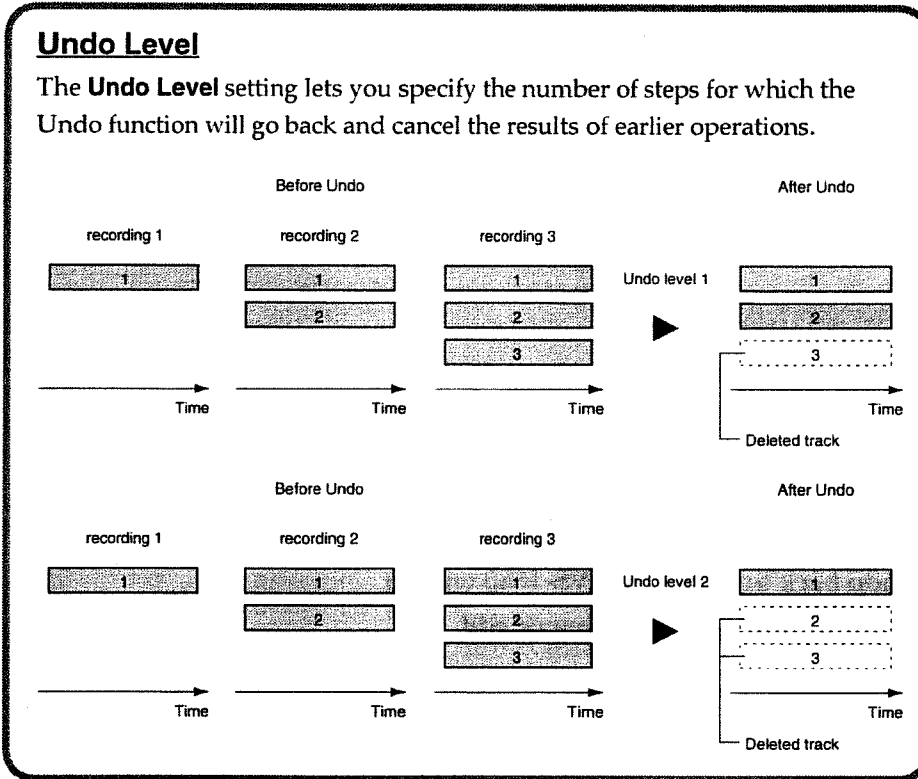 Undo Level
The Undo Level setting lets you specify the number of steps for which the
Undo function will go back and cancel the results of earlier operations.
Before Undo
After Undo
recording 1
recording 2
recording 3
1
1
1
Undo level 1
1
2
2
2
3
3
Time
Time
Time
Time
Deleted track
Before Undo
After Undo
recording 1
recording 2
recording 3
1
1
1
Undo level 2
1
2
2
2
3
3
Time
Time
Time
Time
Deleted track